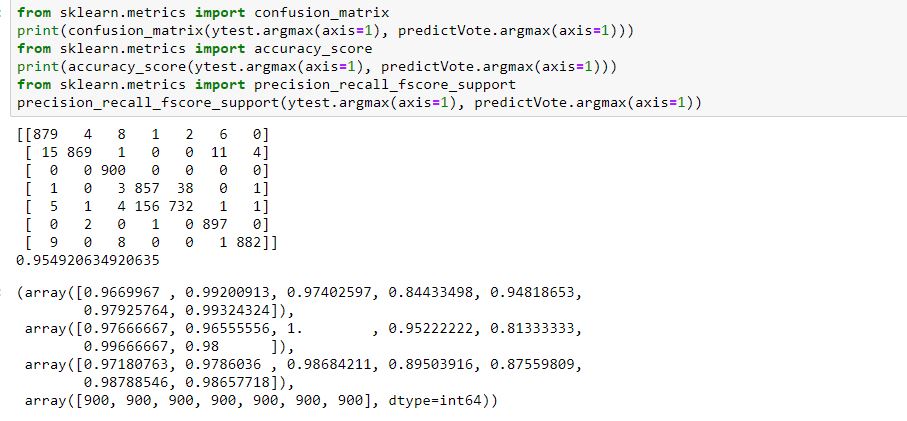 from sklearn.metrics import confusion_matrix
print(confusion_matrix(ytest.argmax(axis=1), predictVote.argmax(axis=1)))
from sklearn.metrics import accuracy_score
print(accuracy_score(ytest.argmax(axis=1), predictVote.argmax(axis=1)))
from sklearn.metrics import precision_recall_fscore_support
precision_recall_fscore_support(ytest.argmax(axis=1), predictVote.argmax(axis=1))
[[879   4   8   1   2   6   0]
 [ 15 869   1   0   0  11   4]
 [  0   0 900   0   0   0   0]
 [  1   0   3 857  38   0   1]
 [  5   1   4 156 732   1   1]
 [  0   2   0   1   0 897   0]
 [  9   0   8   0   0   1 882]]
0.954920634920635
(array([0.9669967 , 0.99200913, 0.97402597, 0.84433498, 0.94818653,
        0.97925764, 0.99324324]),
 array([0.97666667, 0.96555556, 1.        , 0.95222222, 0.81333333,
        0.99666667, 0.98      ]),
 array([0.97180763, 0.9786036 , 0.98684211, 0.89503916, 0.87559809,
        0.98788546, 0.98657718]),
 array([900, 900, 900, 900, 900, 900, 900], dtype=int64))